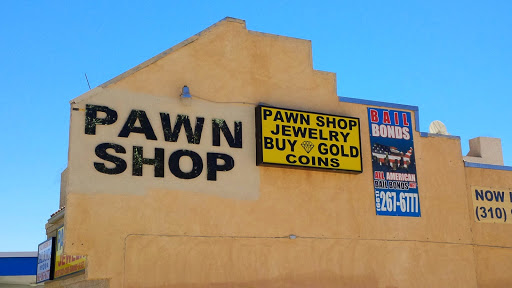 PAWN
SHOP
PAWN SHOP
JEWELRY
BUY GOLD
COINS
BAIL
BONDS
ALL AMERICAN
BAIL BONDS
267-6777
NOW
(310)